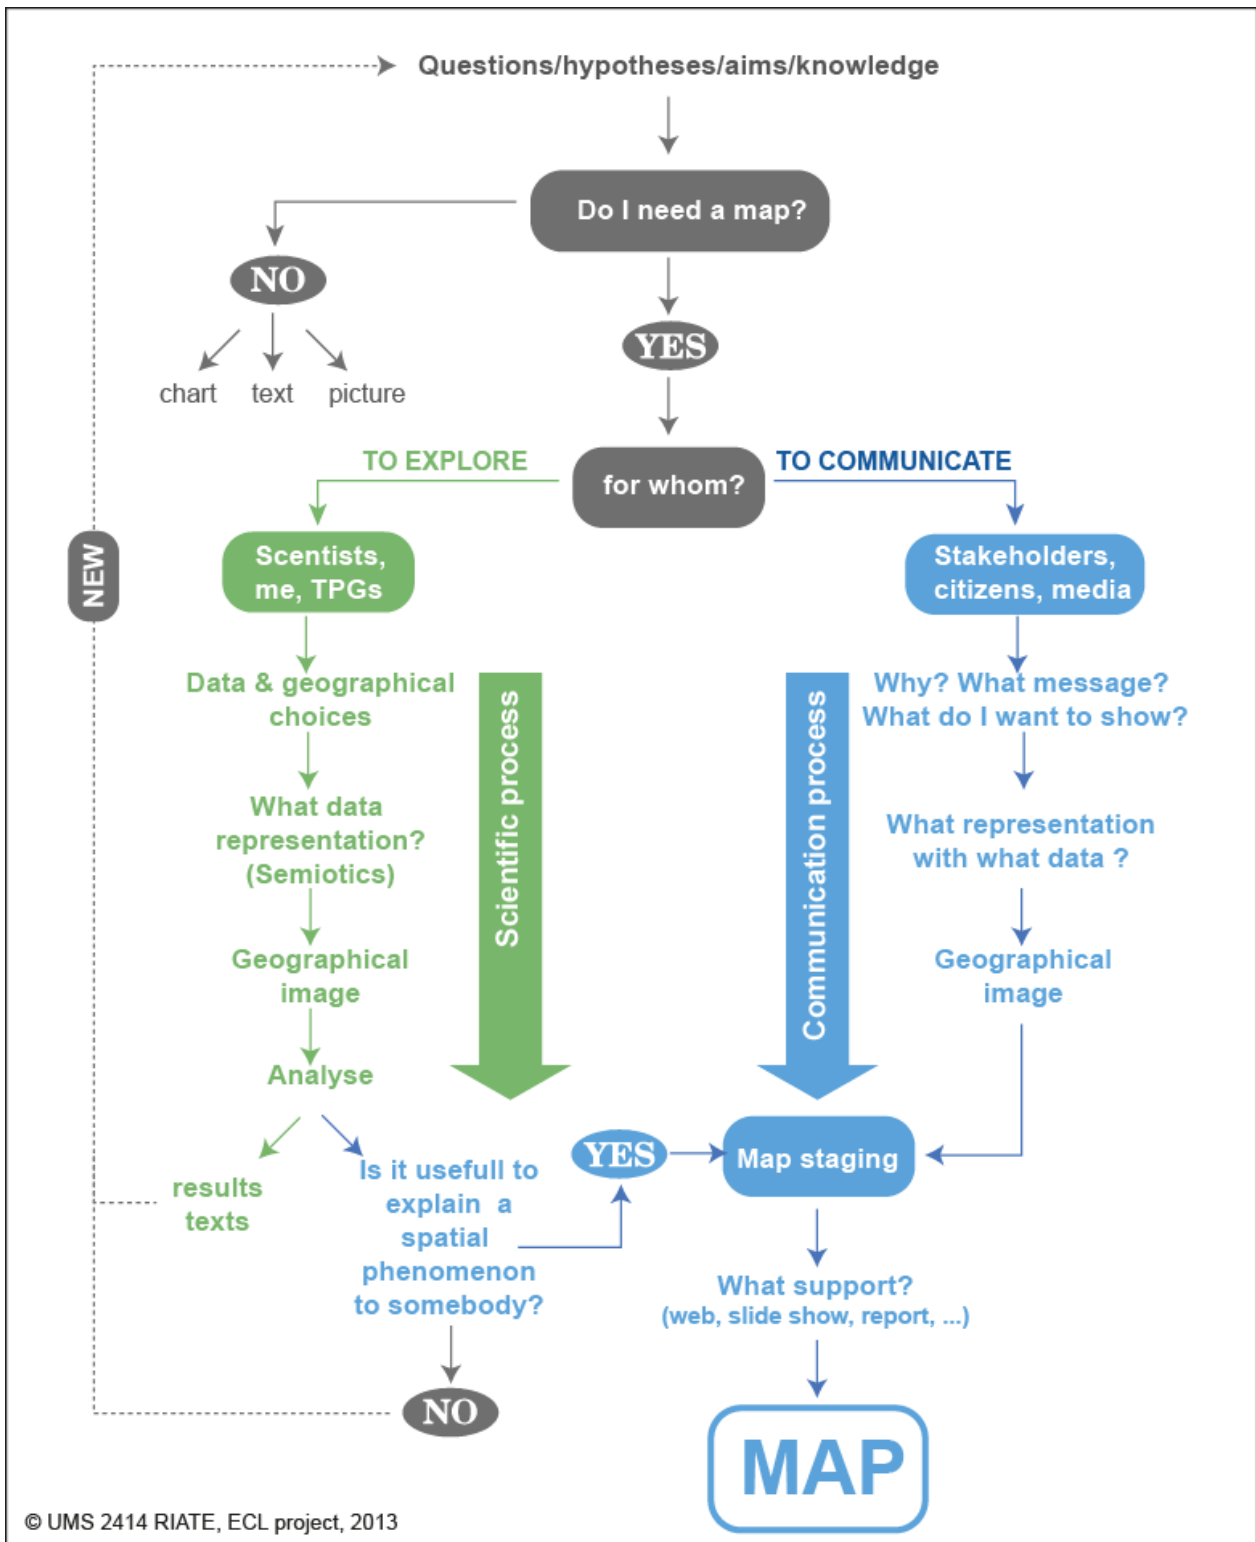 Questions/hypotheses/aims/knowledge
Do I need a map?
NO
YES
chart text picture
TO EXPLORE
for whom?
TO COMMUNICATE
NEW
Scentists,
me, TPGs
Stakeholders,
citizens, media
Data & geographical
choices
What data
representation?
(Semiotics)
Geographical
image
Analyse
results
texts
Is it usefull to
explain a
spatial
phenomenon
to somebody?
NO
YES
Scientific process
Communication process
Why? What message?
What do I want to show?
What representation
with what data ?
Geographical
image
Map staging
What support?
(web, slide show, report, ...)
MAP
© UMS 2414 RIATE, ECL project, 2013